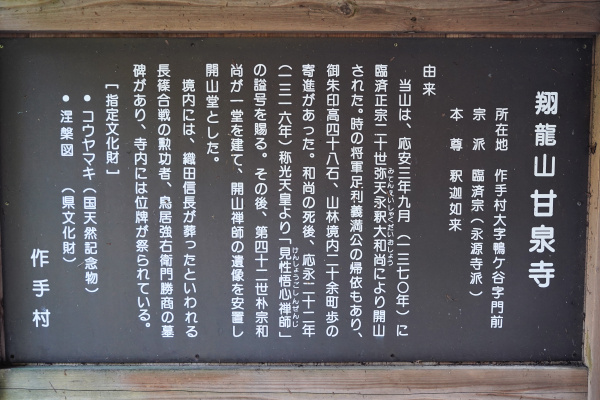 翔龍山 甘泉寺
所在地 作手村大字鴨ケ谷字門前
宗派 臨済宗（永源寺派）
本尊 釈迦如来
由来
当山は、応安三年九月（一三七〇年）に
臨済正宗二十世弥天永釈大和尚により開山
された。時の将軍足利義満公の帰依もあり、
御朱印高四十八石、山林境内二十余町歩の
寄進があった。和尚の死後、応永二十二年
（一三一六年）称光天皇より「見性悟心禅師」
の謚号を賜る。その後、第四十二世朴宗和
尚が一堂を建て、開山禅師の遺像を安置し
開山堂とした。
境内には、織田信長が葬ったといわれる
長篠合戦の勲功者、鳥居強右衛門勝商の墓
碑があり、寺内には位牌が祭られている。
［指定文化財］
●コウヤマキ（国天然記念物）
●涅槃図 （県文化財）
作手村